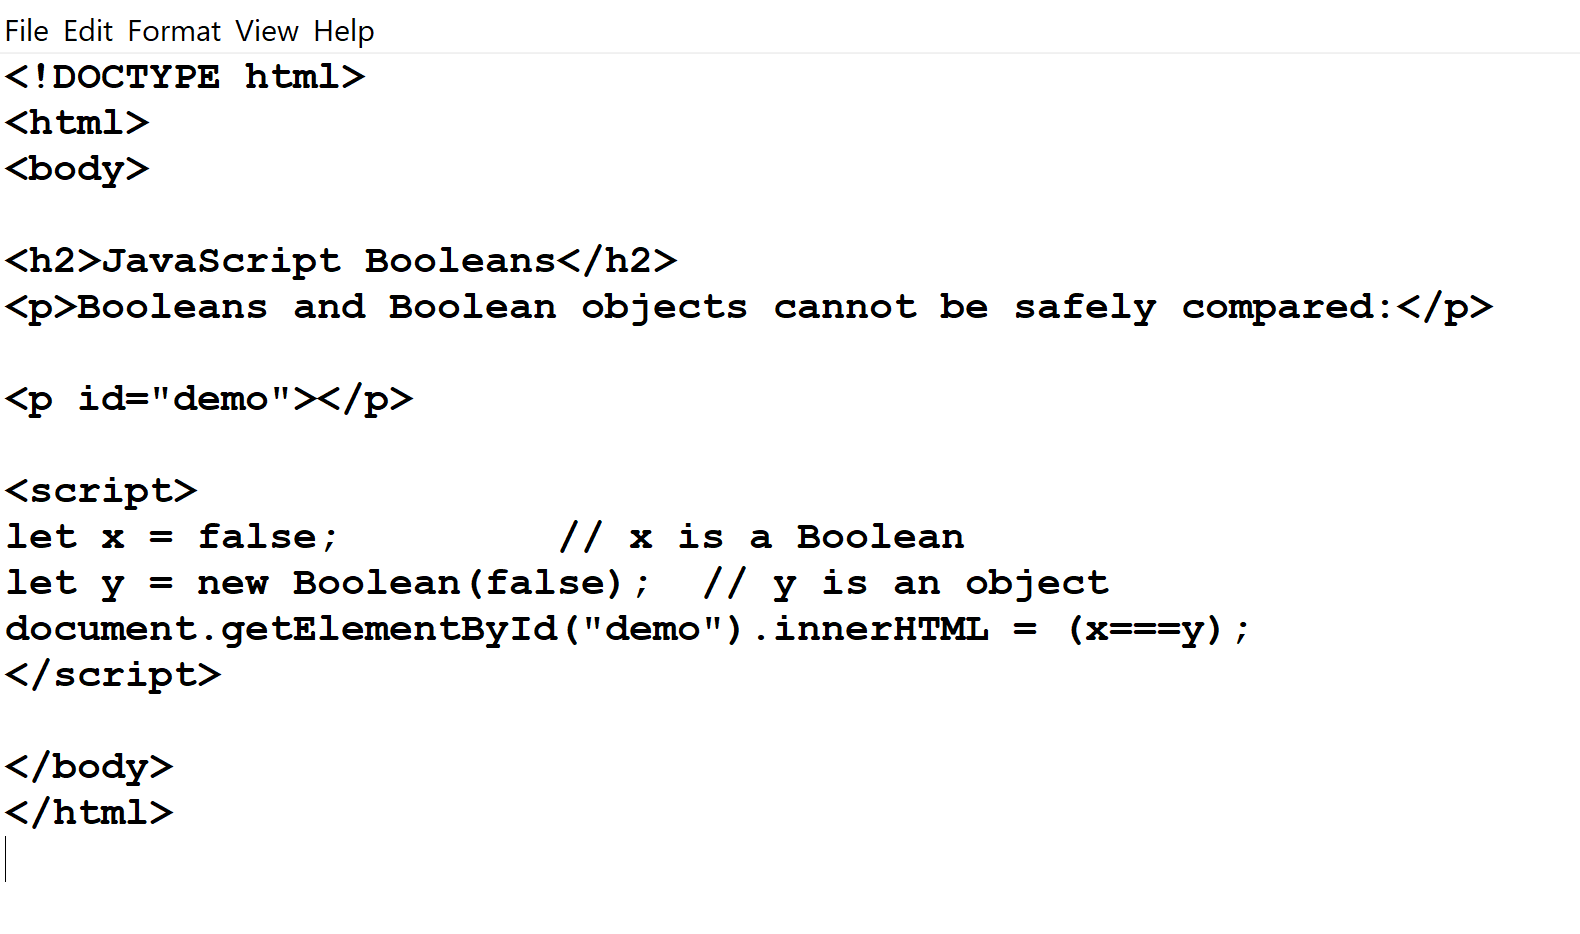 File Edit Format View Help
<!DOCTYPE html>
<html>
<body>
<h2>JavaScript Booleans</h2>
<p>Booleans and Boolean objects cannot be safely compared:</p>
<p id="demo"></p>
<script>
let x = false;         // x is a Boolean
let y = new Boolean(false);  // y is an object
document.getElementById("demo").innerHTML = (x===y);
</script>
</body>
</html>